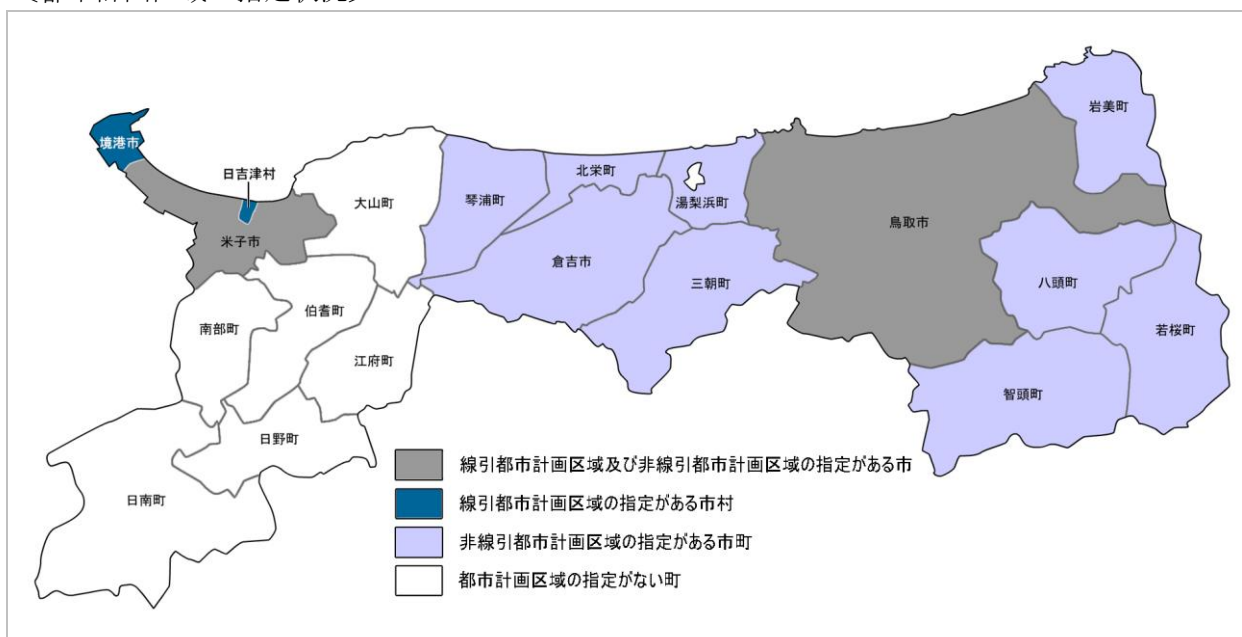 岩美町
境港市
日吉津村
大山町
琴浦町
北栄町
湯梨浜町
鳥取市
米子市
倉吉市
三朝町
八頭町
南部町
伯耆町
江府町
若桜町
智頭町
日野町
日南町
線引都市計画区域及び非線引都市計画区域の指定がある市
線引都市計画区域の指定がある市村
非線引都市計画区域の指定がある市町
都市計画区域の指定がない町